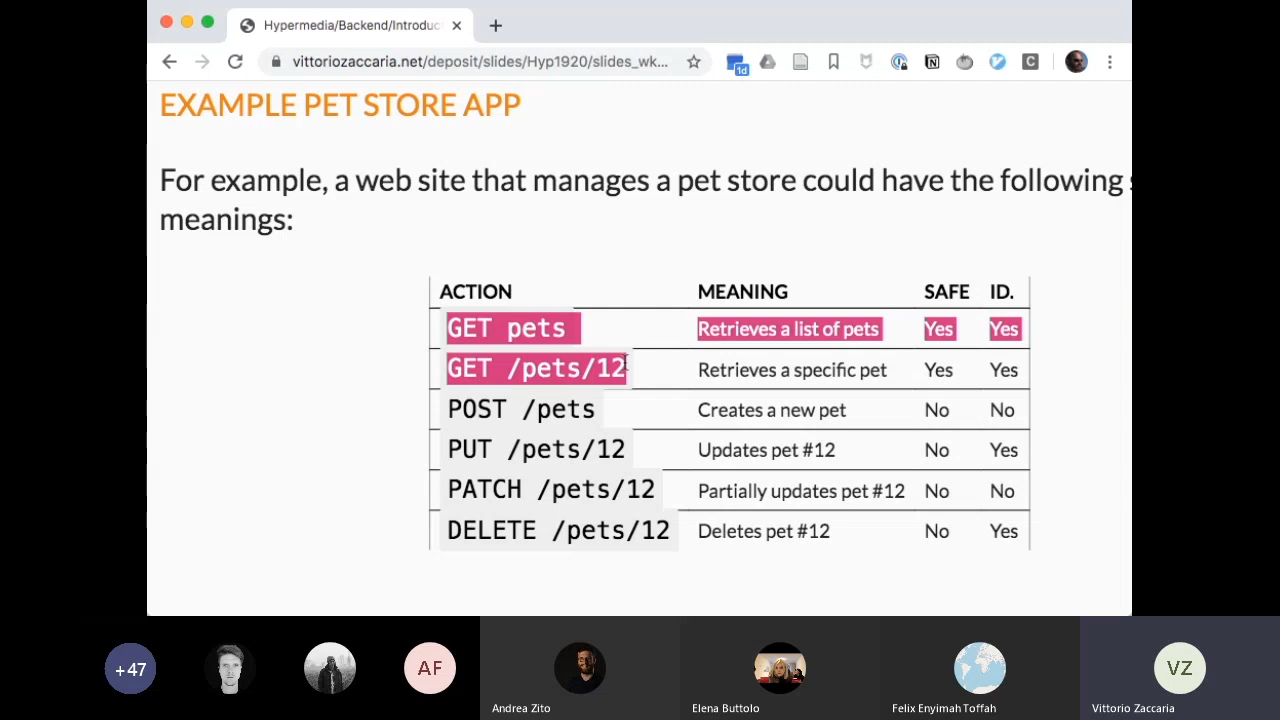 Hypermedia/Backend/Introduc
vittoriozaccaria.net/deposit/slides/Hyp1920/slides_wk...
1d
C
EXAMPLE PET STORE APP
For example, a web site that manages a pet store could have the following
meanings:
ACTION MEANING SAFE ID.
GET pets Retrieves a list of pets Yes Yes
GET /pets/12 Retrieves a specific pet Yes Yes
POST /pets Creates a new pet No No
PUT /pets/12 Updates pet #12 No Yes
PATCH /pets/12 Partially updates pet #12 No No
DELETE /pets/12 Deletes pet #12 No Yes
+47 AF VZ
Andrea Zito Elena Buttolo Felix Enyimah Toffah Vittorio Zaccaria